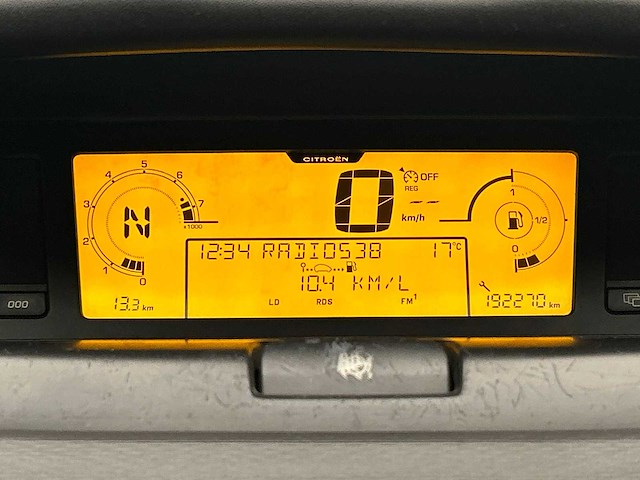 CITROËN
4 5 6
3 7
x1000
2
1
0
N
0
km/h
OFF
REG
--
1
1/2
0
12:34 RADIO538 17°C
10.4 KM/L
LD RDS FM1
13.3 km
192270 km
000